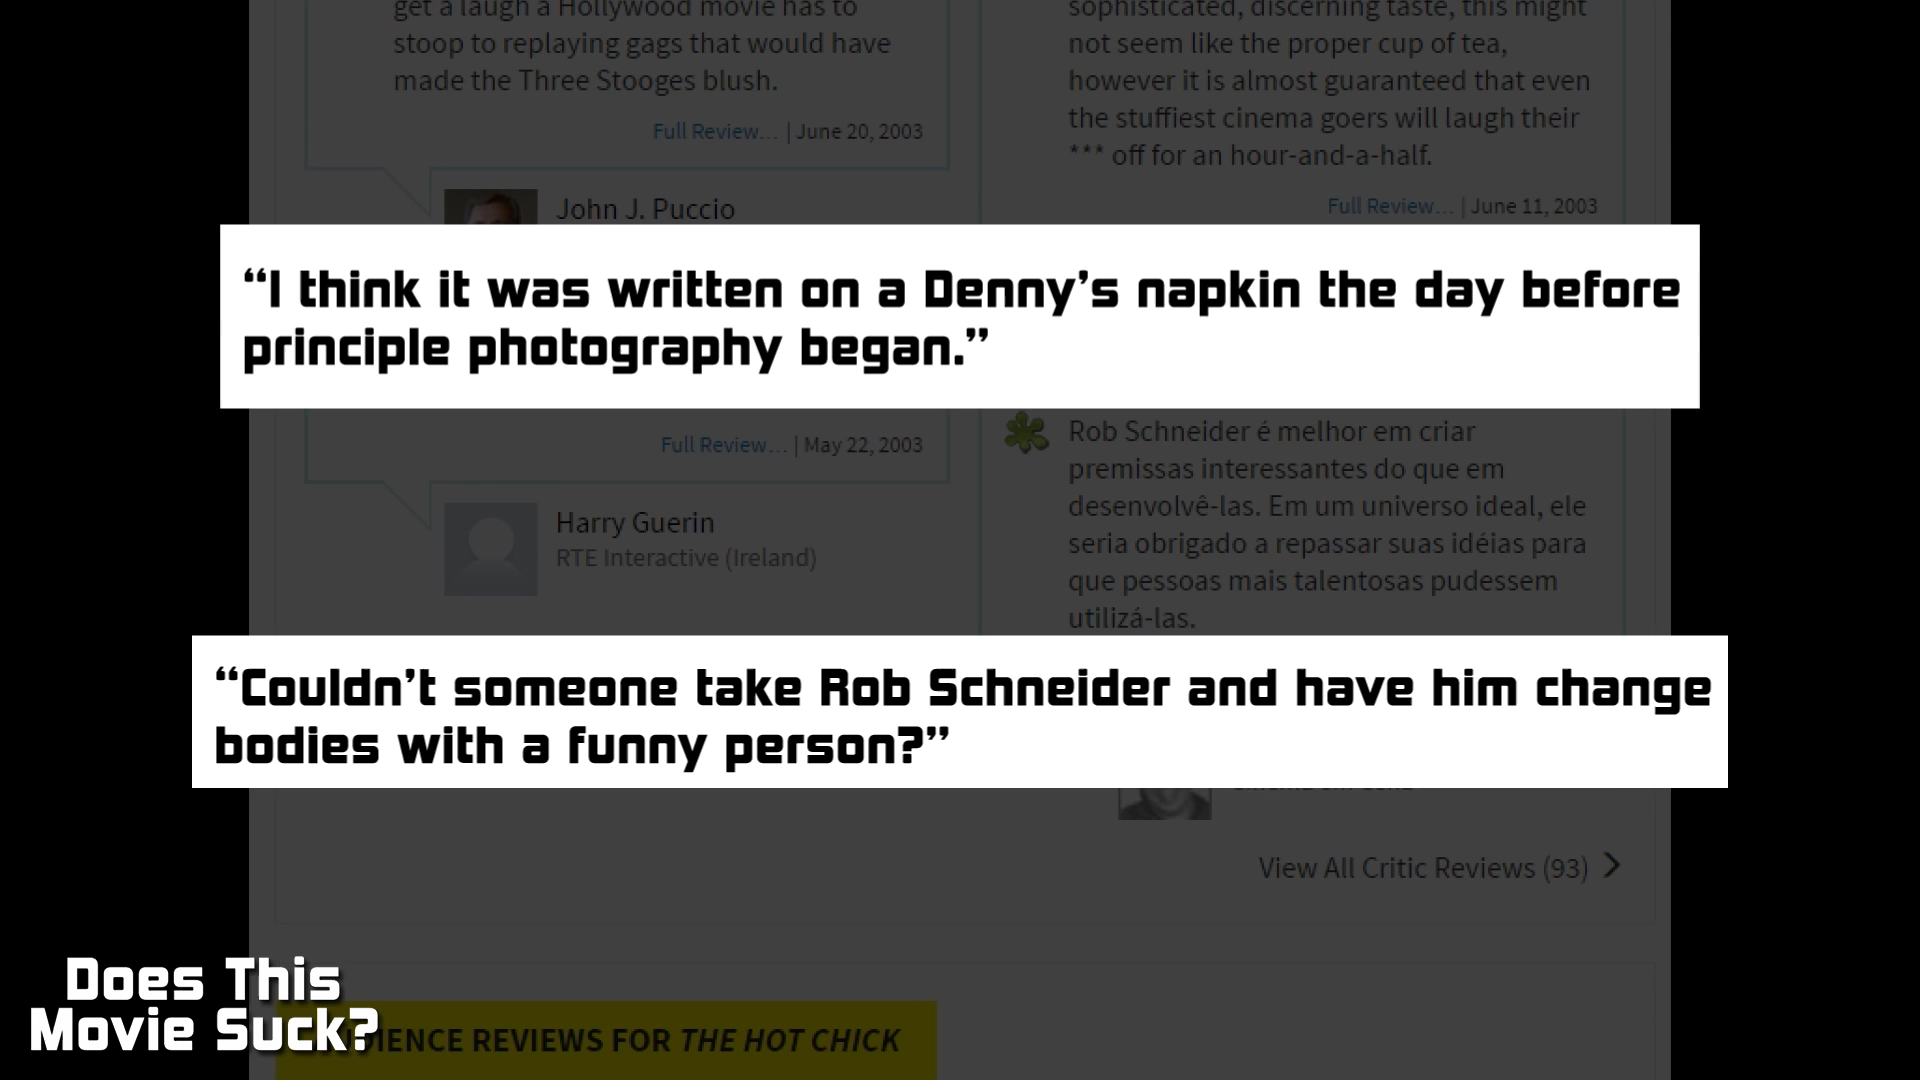 get a laugh a Hollywood movie has to
stoop to replaying gags that would have
made the Three Stooges blush.
Full Review... | June 20, 2003
John J. Puccio
sophisticated, discerning taste, this might
not seem like the proper cup of tea,
however it is almost guaranteed that even
the stuffiest cinema goers will laugh their
*** off for an hour-and-a-half.
Full Review... | June 11, 2003
“I think it was written on a Denny’s napkin the day before
principle photography began.”
Full Review... | May 22, 2003
Harry Guerin
RTE Interactive (Ireland)
Rob Schneider é melhor em criar
premissas interessantes do que em
desenvolvê-las. Em um universo ideal, ele
seria obrigado a repassar suas idéias para
que pessoas mais talentosas pudessem
utilizá-las.
“Couldn’t someone take Rob Schneider and have him change
bodies with a funny person?”
View All Critic Reviews (93)
Does This
Movie Suck?
REVIEWS FOR THE HOT CHICK